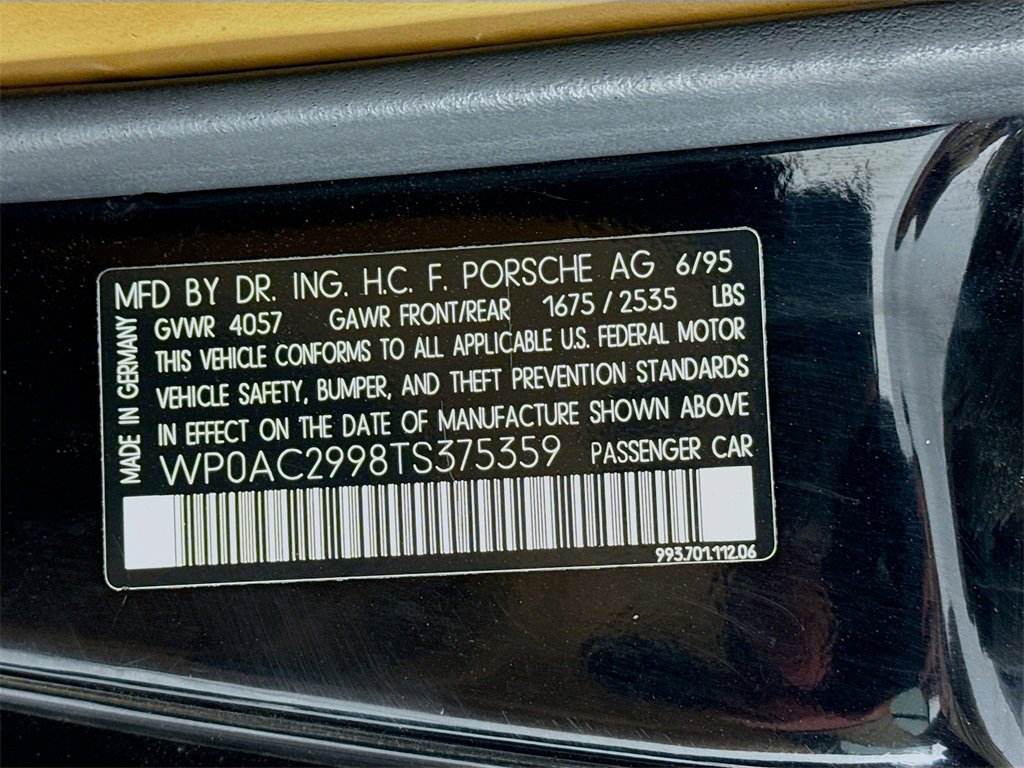 MFD BY DR. ING. H.C. F. PORSCHE AG 6/95
GVWR 4057 GAWR FRONT/REAR 1675 / 2535 LBS
THIS VEHICLE CONFORMS TO ALL APPLICABLE U.S. FEDERAL MOTOR
VEHICLE SAFETY, BUMPER, AND THEFT PREVENTION STANDARDS
IN EFFECT ON THE DATE OF MANUFACTURE SHOWN ABOVE
WP0AC2998TS375359 PASSENGER CAR
993.701.112.06
MADE IN GERMANY